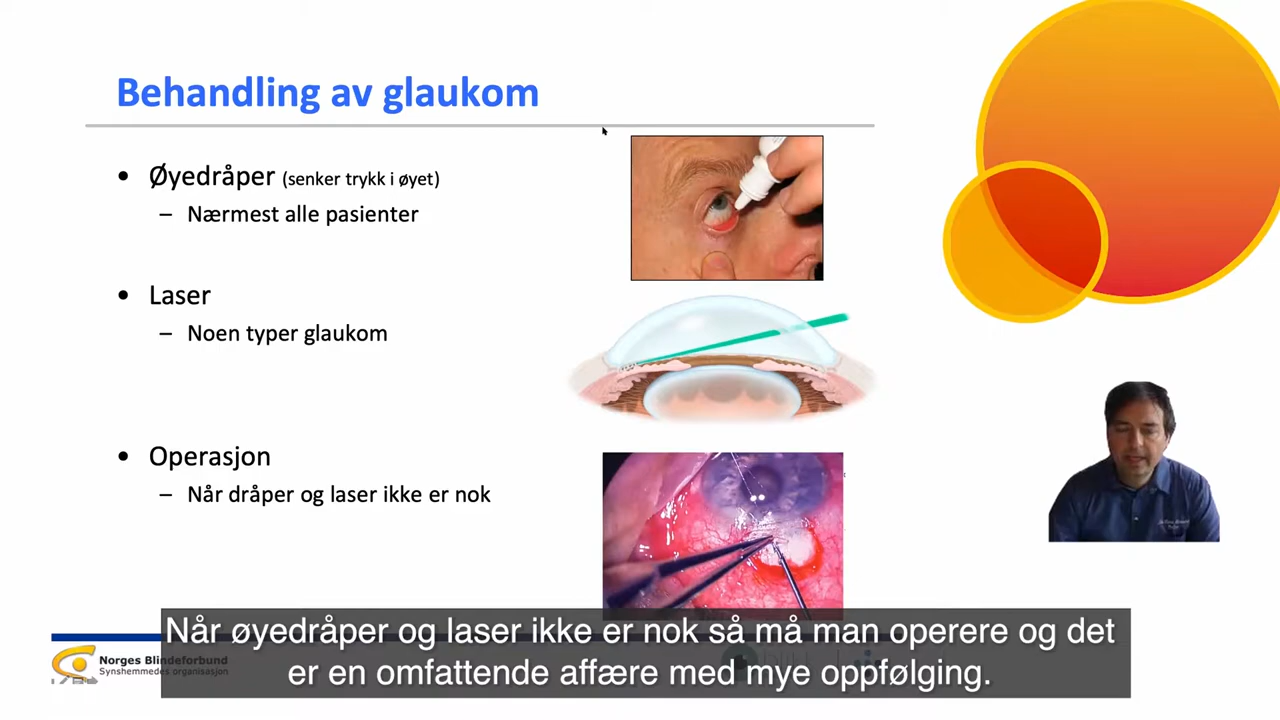 Behandling av glaukom
• Øyedråper (senker trykk i øyet)
– Nærmest alle pasienter
• Laser
– Noen typer glaukom
• Operasjon
– Når dråper og laser ikke er nok
Når øyedråper og laser ikke er nok så må man operere og det
er en omfattende affære med mye oppfølging.
Norges Blindeforbund
Synshemmedes organisasjon